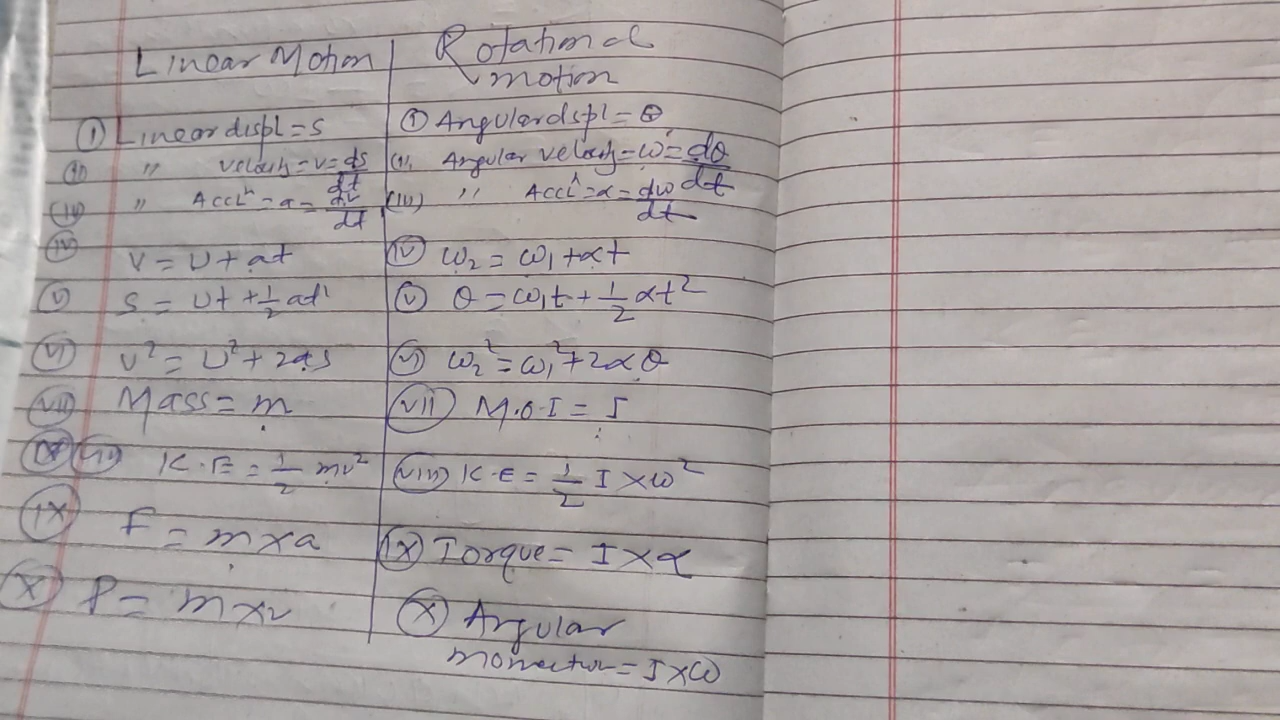 Linear Motion | Rotational
motion
(i) Linear displ = s (i) Angular displ = θ
(ii) " velocity = v = ds/dt (ii) Angular velocity = ω = dθ/dt
(iii) " Acclⁿ = a = dv/dt (iii) " Acclⁿ = α = dω/dt
(iv) v = u + at (iv) ω₂ = ω₁ + αt
(v) s = ut + 1/2 at² (v) θ = ω₁t + 1/2 αt²
(vi) v² = u² + 2as (vi) ω₂² = ω₁² + 2αθ
(vii) Mass = m (vii) M.O.I = I
(viii) K.E = 1/2 mv² (viii) K.E = 1/2 I × ω²
(ix) F = m × a (ix) Torque = I × α
(x) P = m × v (x) Angular
momentum = I × ω